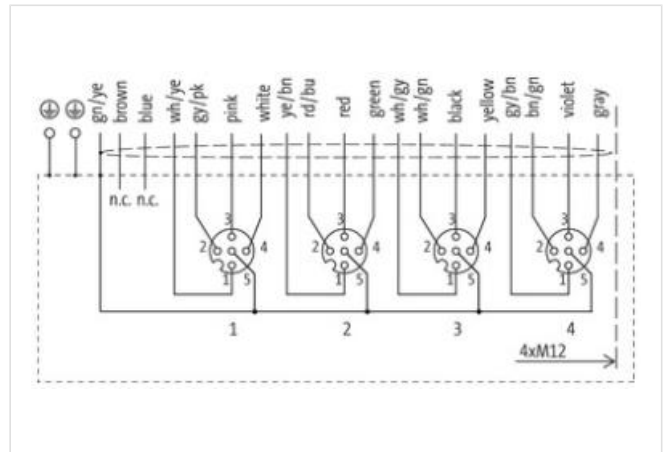 gn/ye brown blue wh/ye gy/pk pink white ye/bn rd/bu red green wh/gy wh/gn black yellow gy/bn bn/gn violet gray
n.c. n.c.
3 3 3 3
2 4 2 4 2 4 2 4
1 5 1 5 1 5 1 5
1 2 3 4
4xM12